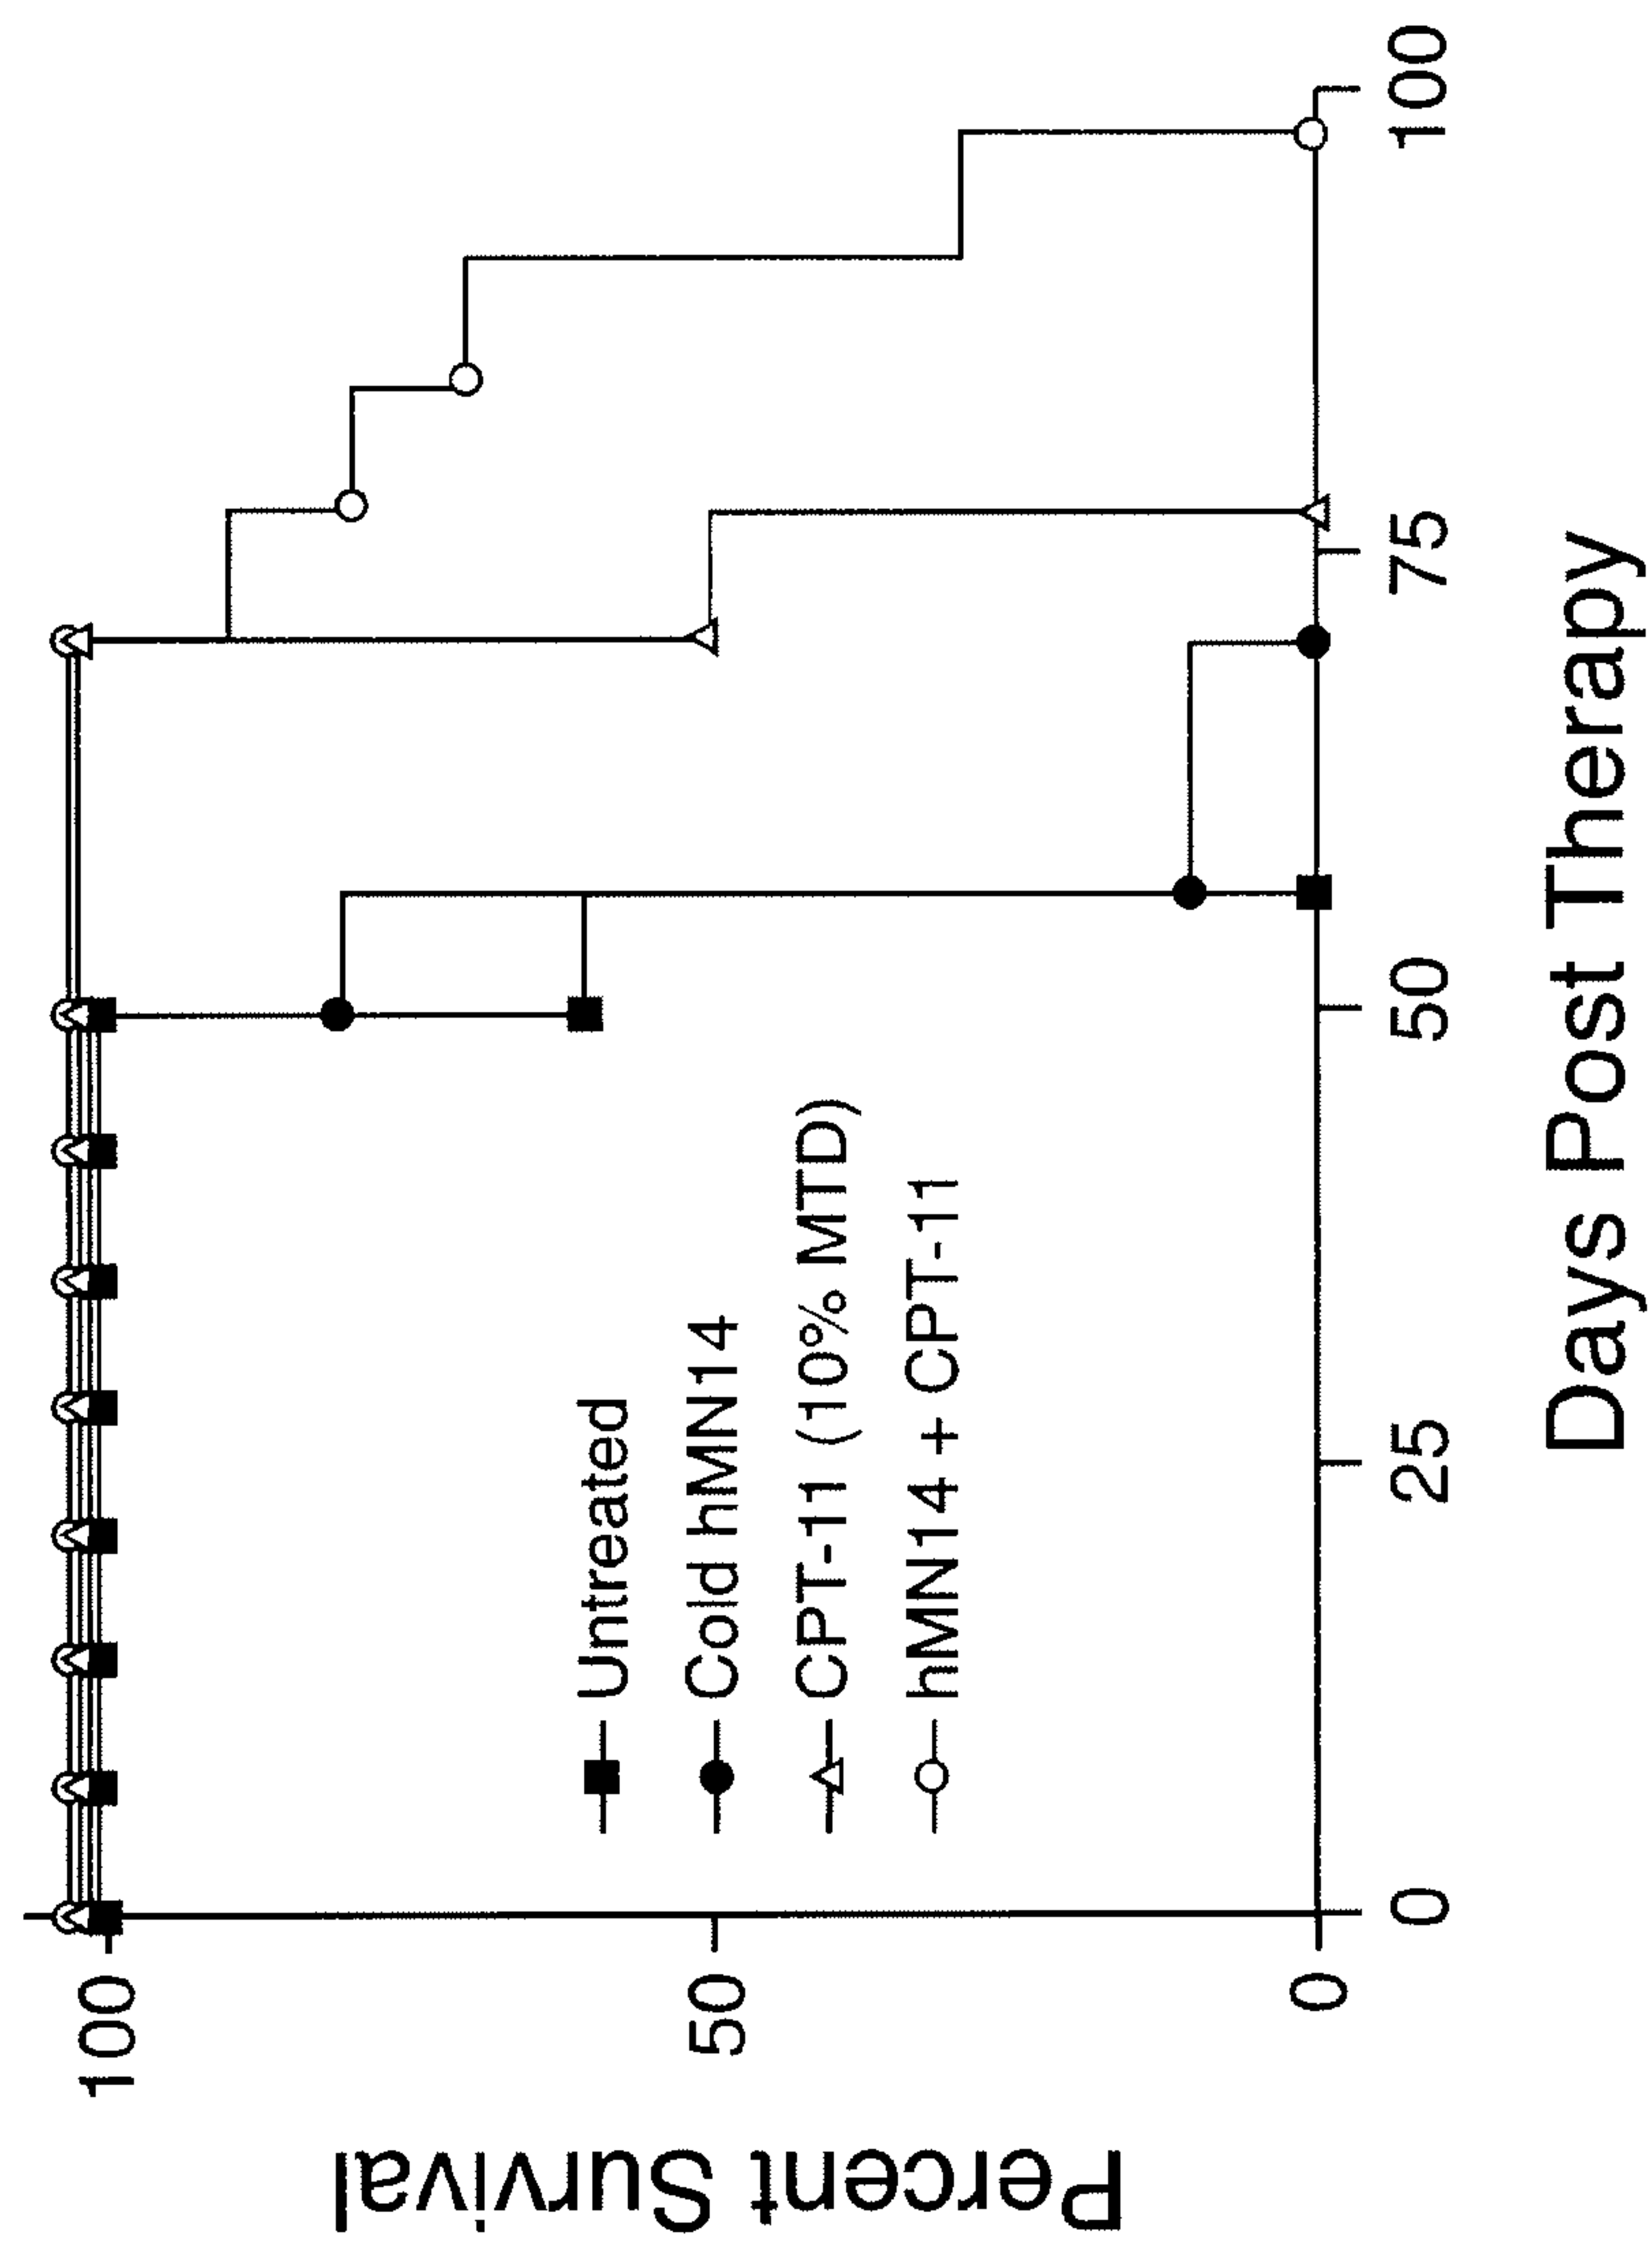 Percent Survival
100
50
0
Untreated
Cold hMN14
CPT-11 (10% MTD)
hMN14 + CPT-11
0
25
50
75
100
Days Post Therapy